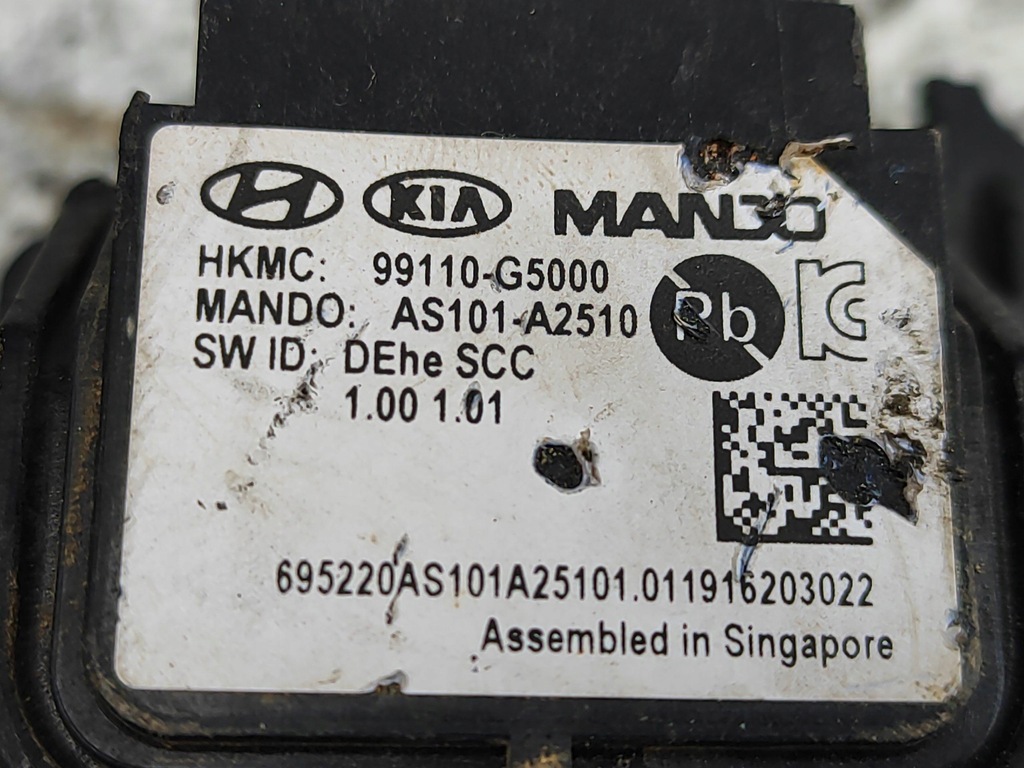 KIA MANDO
HKMC: 99110-G5000
MANDO: AS101-A2510
Pb
SW ID: DEhe SCC
1.00 1.01
695220AS101A25101.011916203022
Assembled in Singapore